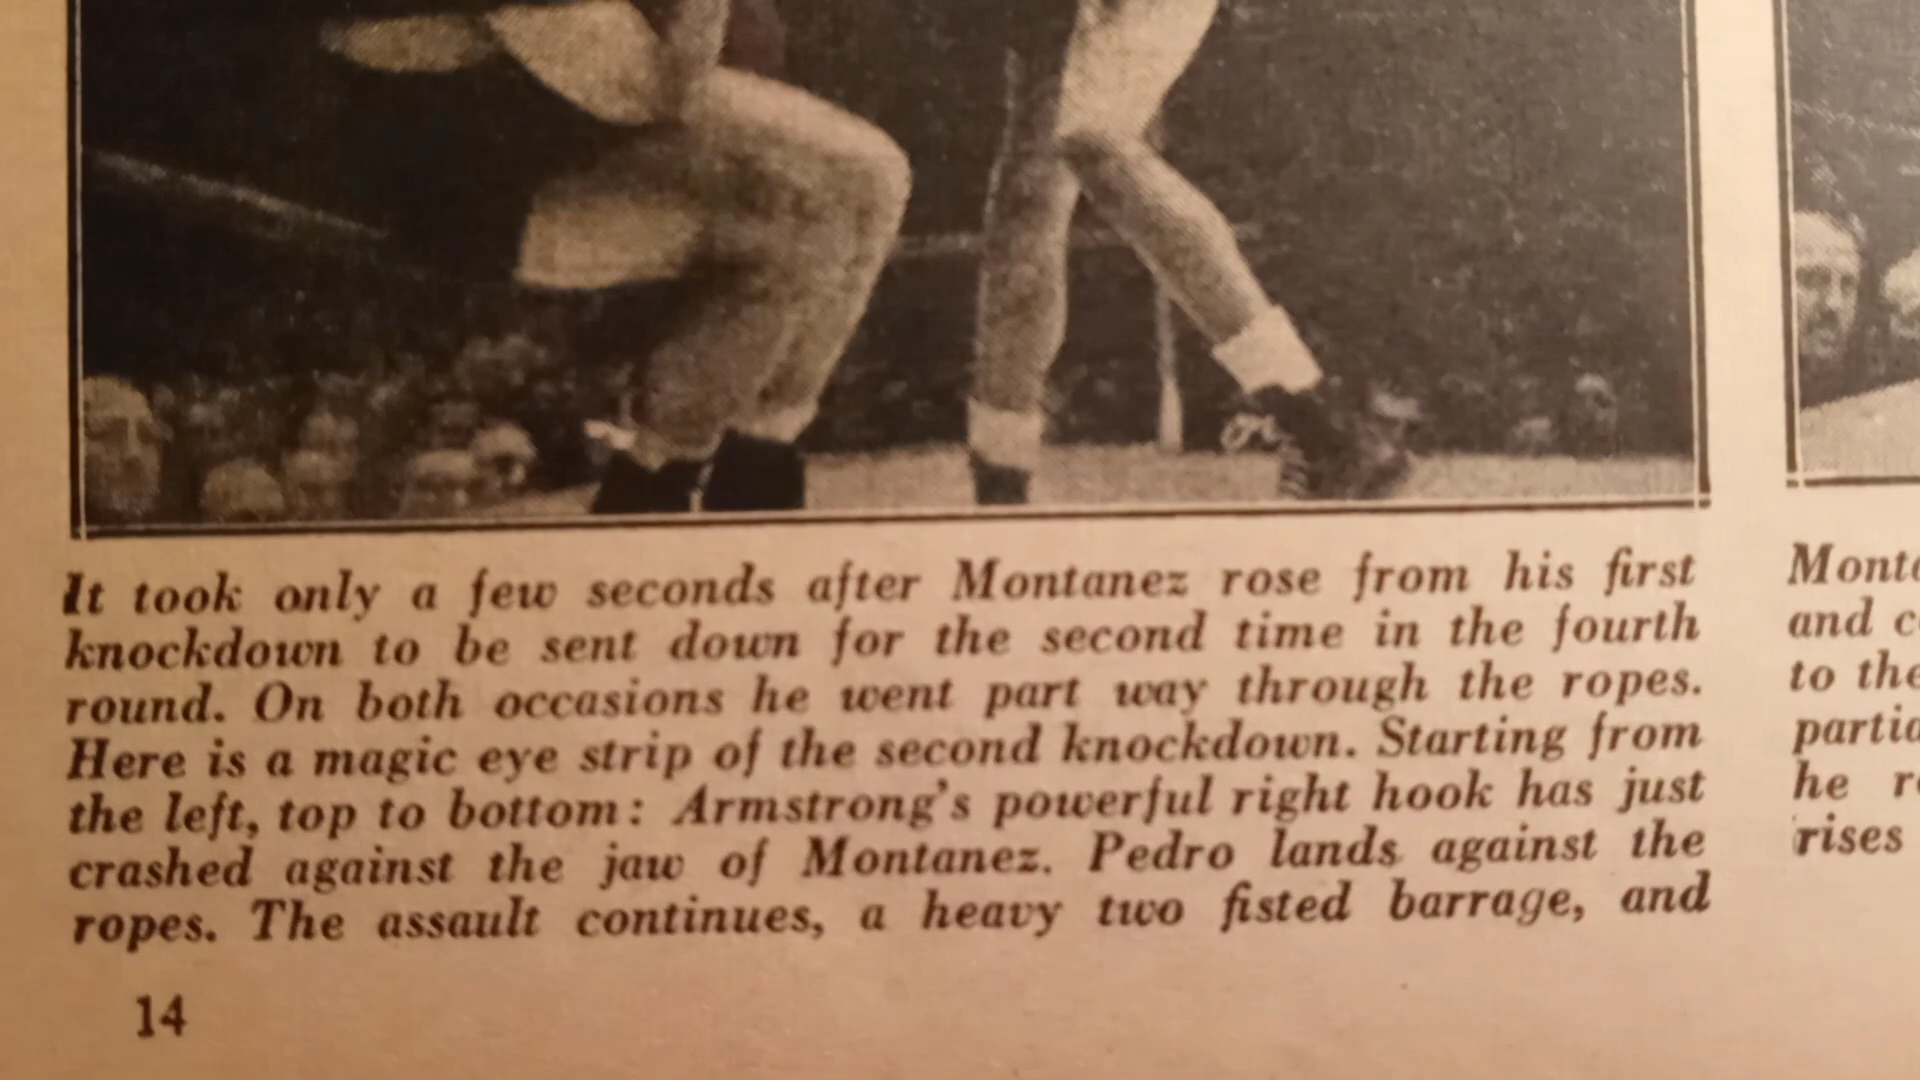 It took only a few seconds after Montanez rose from his first
knockdown to be sent down for the second time in the fourth
round. On both occasions he went part way through the ropes.
Here is a magic eye strip of the second knockdown. Starting from
the left, top to bottom: Armstrong's powerful right hook has just
crashed against the jaw of Montanez. Pedro lands against the
ropes. The assault continues, a heavy two fisted barrage, and
14
and
to the
he
rises